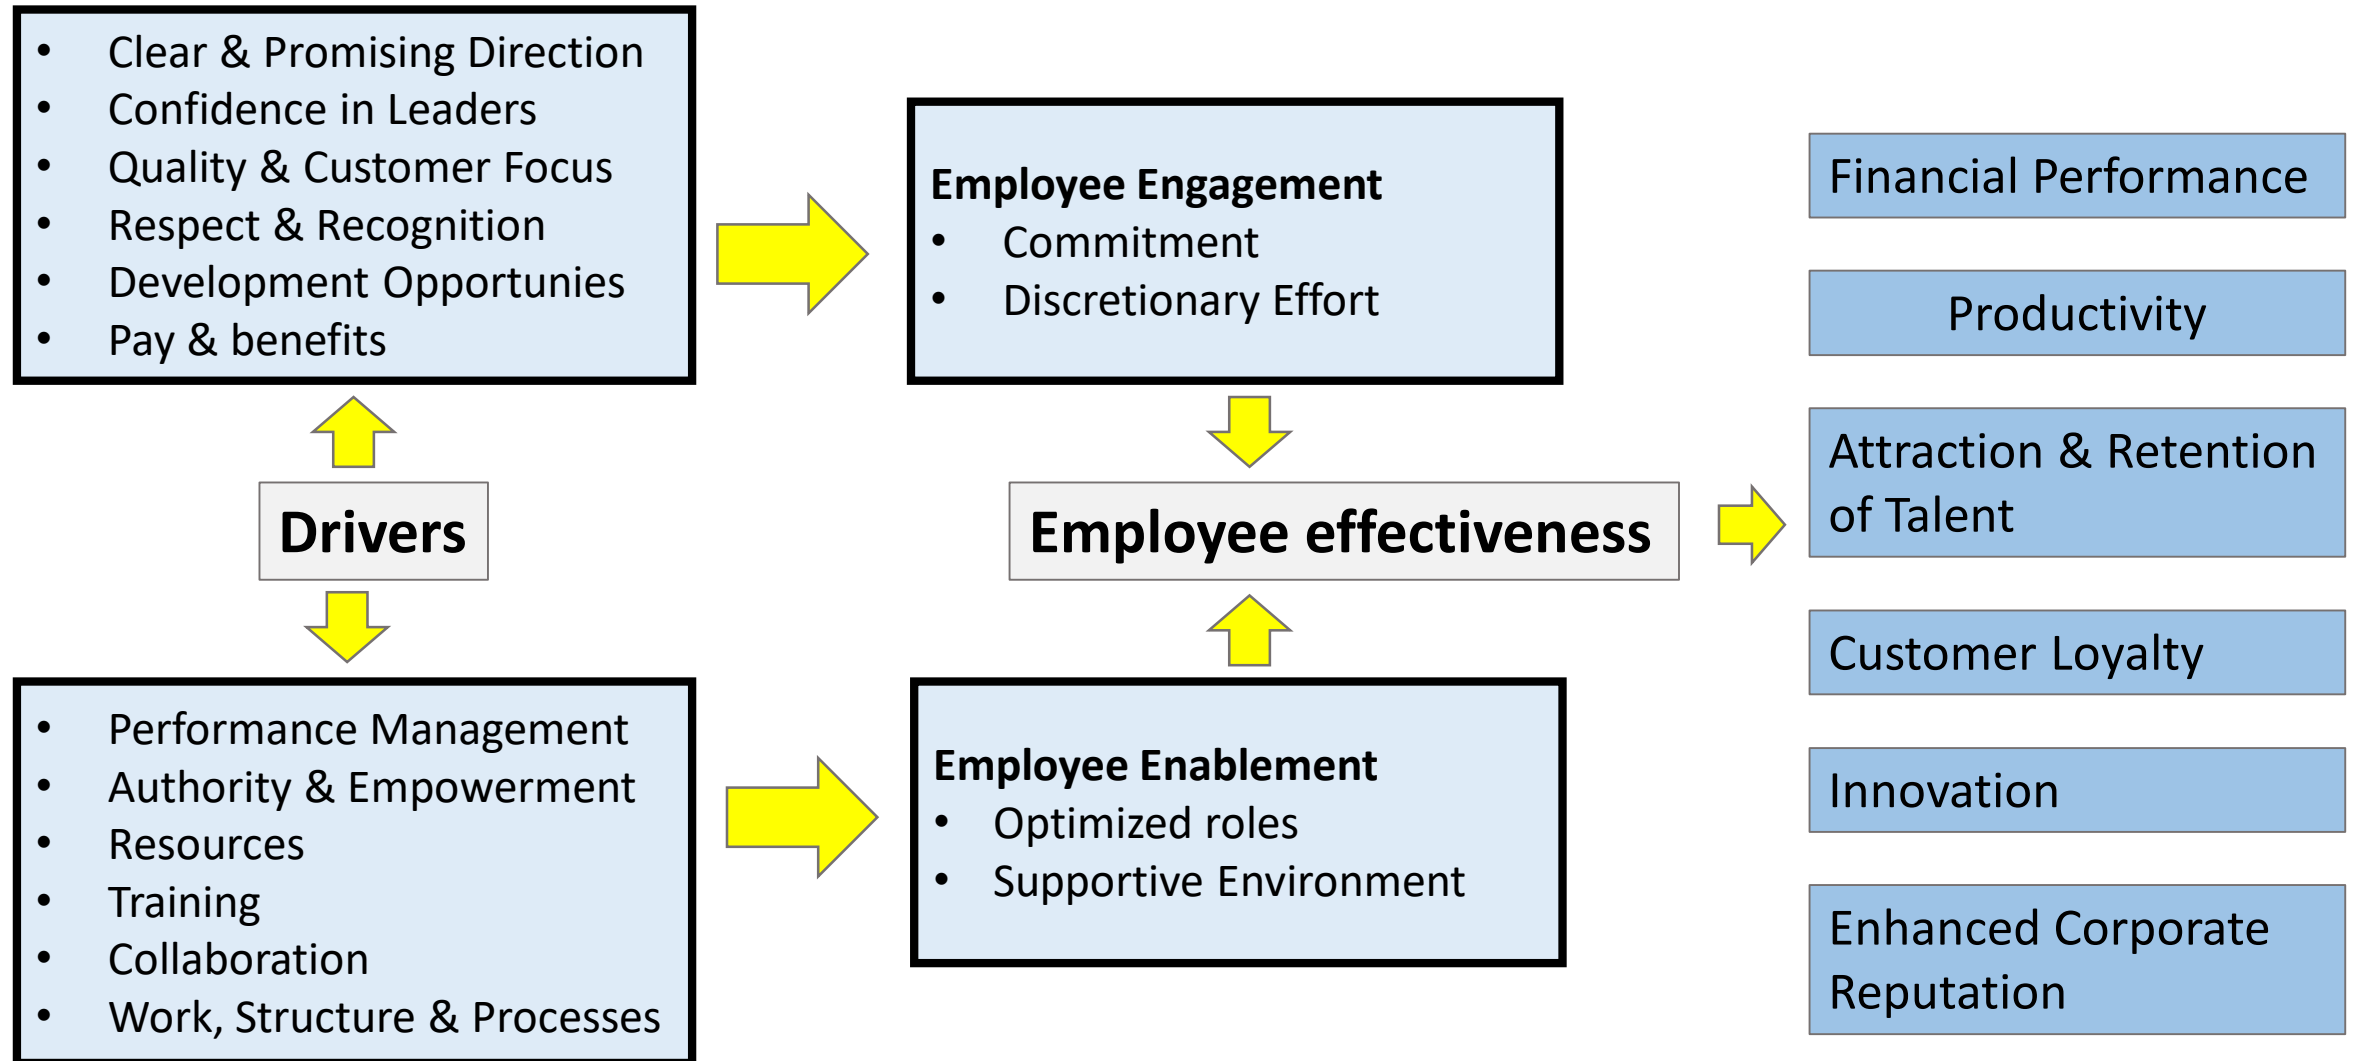 • Clear & Promising Direction
• Confidence in Leaders
• Quality & Customer Focus
• Respect & Recognition
• Development Opportunies
• Pay & benefits
Drivers
• Performance Management
• Authority & Empowerment
• Resources
• Training
• Collaboration
• Work, Structure & Processes
Employee Engagement
• Commitment
• Discretionary Effort
Employee effectiveness
Employee Enablement
• Optimized roles
• Supportive Environment
Financial Performance
Productivity
Attraction & Retention
of Talent
Customer Loyalty
Innovation
Enhanced Corporate
Reputation